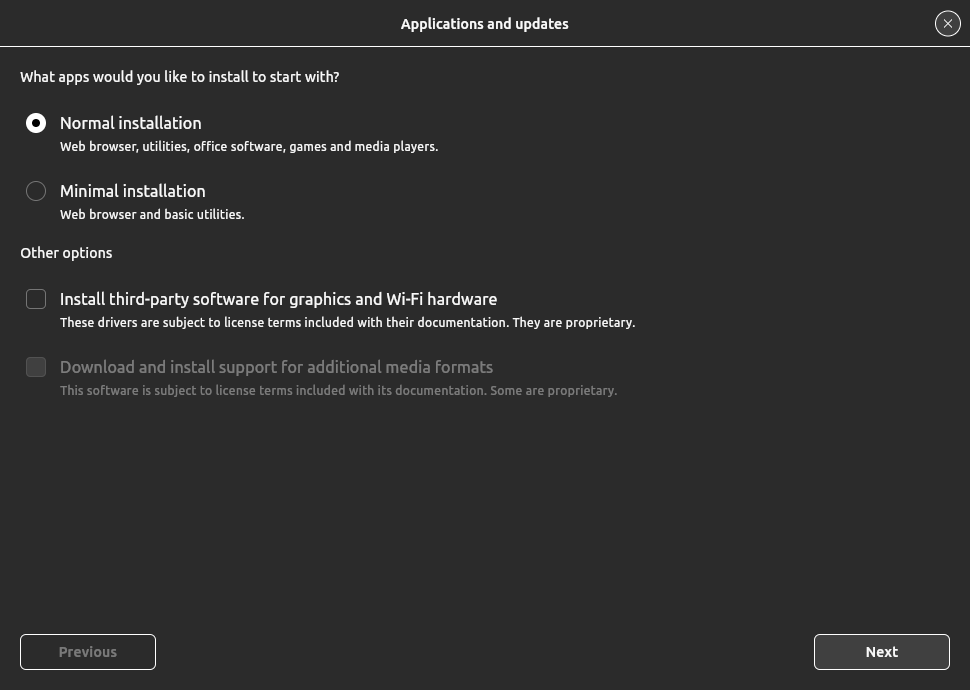 Applications and updates
What apps would you like to install to start with?
Normal installation
Web browser, utilities, office software, games and media players.
Minimal installation
Web browser and basic utilities.
Other options
Install third-party software for graphics and Wi-Fi hardware
These drivers are subject to license terms included with their documentation. They are proprietary.
Download and install support for additional media formats
This software is subject to license terms included with its documentation. Some are proprietary.
Previous
Next